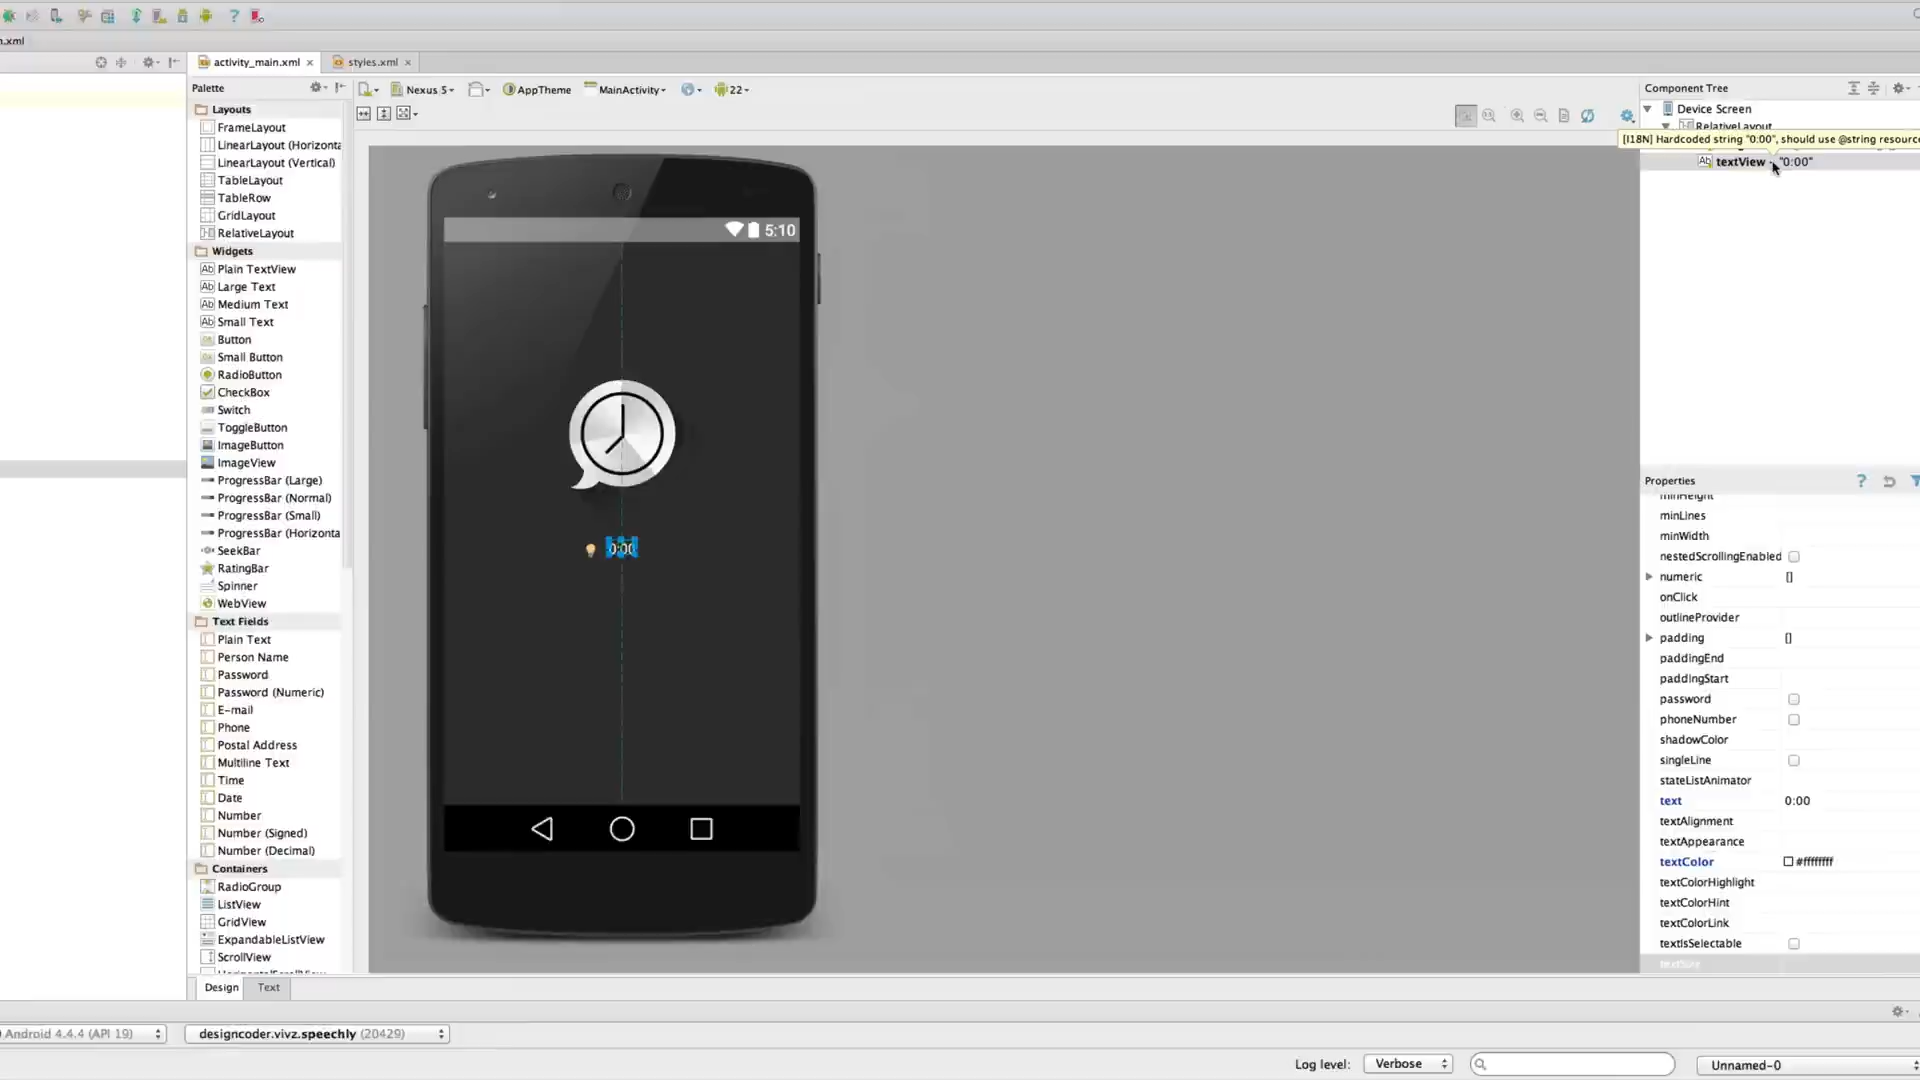 n.xml
activity_main.xml
styles.xml
Palette
Nexus 5
AppTheme
MainActivity
22
Component Tree
Layouts
FrameLayout
LinearLayout (Horizonta
LinearLayout (Vertical)
TableLayout
TableRow
GridLayout
RelativeLayout
Widgets
Plain TextView
Large Text
Medium Text
Small Text
Button
Small Button
RadioButton
CheckBox
Switch
ToggleButton
ImageButton
ImageView
ProgressBar (Large)
ProgressBar (Normal)
ProgressBar (Small)
ProgressBar (Horizonta
SeekBar
RatingBar
Spinner
WebView
Text Fields
Plain Text
Person Name
Password
Password (Numeric)
E-mail
Phone
Postal Address
Multiline Text
Time
Date
Number
Number (Signed)
Number (Decimal)
Containers
RadioGroup
ListView
GridView
ExpandableListView
ScrollView
HorizontalScrollView
5:10
0:00
Device Screen
RelativeLayout
[I18N] Hardcoded string "0:00", should use @string resource
textView - "0:00"
Properties
minHeight
minLines
minWidth
nestedScrollingEnabled
numeric []
onClick
outlineProvider
padding []
paddingEnd
paddingStart
password
phoneNumber
shadowColor
singleLine
stateListAnimator
text 0:00
textAlignment
textAppearance
textColor #ffffffff
textColorHighlight
textColorHint
textColorLink
textIsSelectable
textSize
Design Text
Android 4.4.4 (API 19)
designcoder.vivz.speechly (20429)
Log level: Verbose
Unnamed-0